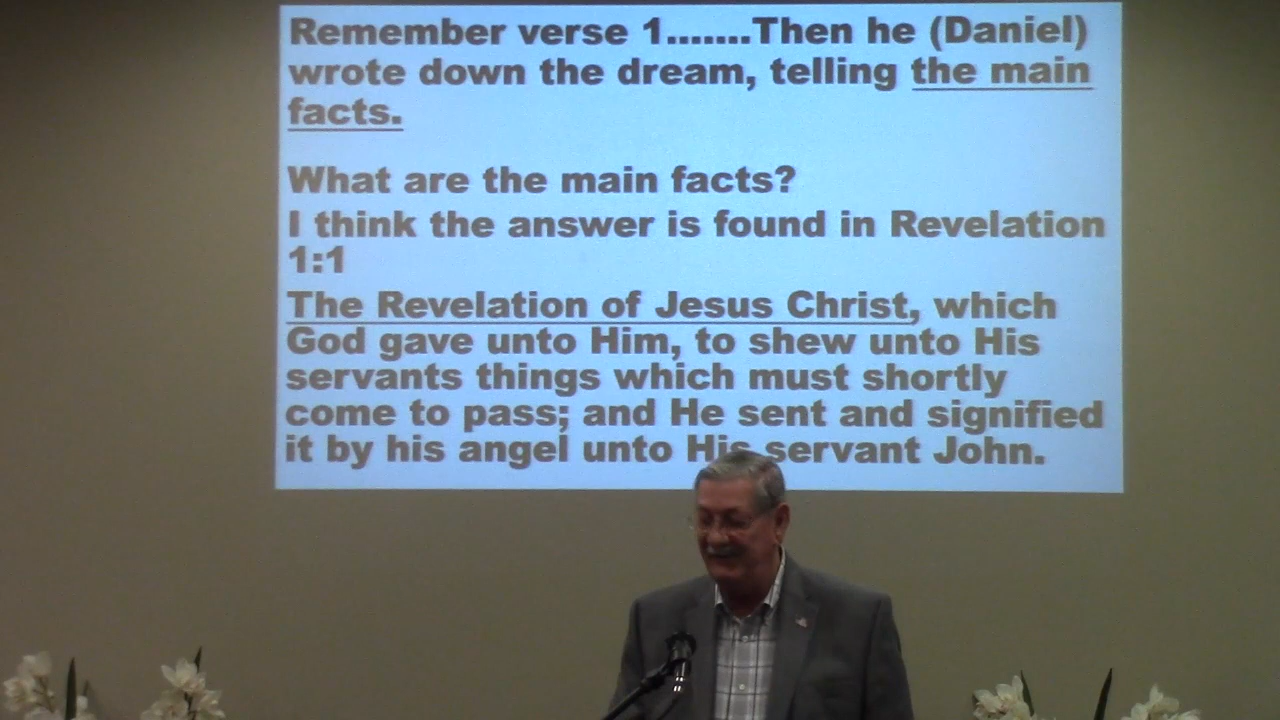 Remember verse 1.......Then he (Daniel)
wrote down the dream, telling the main
facts.
What are the main facts?
I think the answer is found in Revelation
1:1
The Revelation of Jesus Christ, which
God gave unto Him, to shew unto His
servants things which must shortly
come to pass; and He sent and signified
it by his angel unto His servant John.